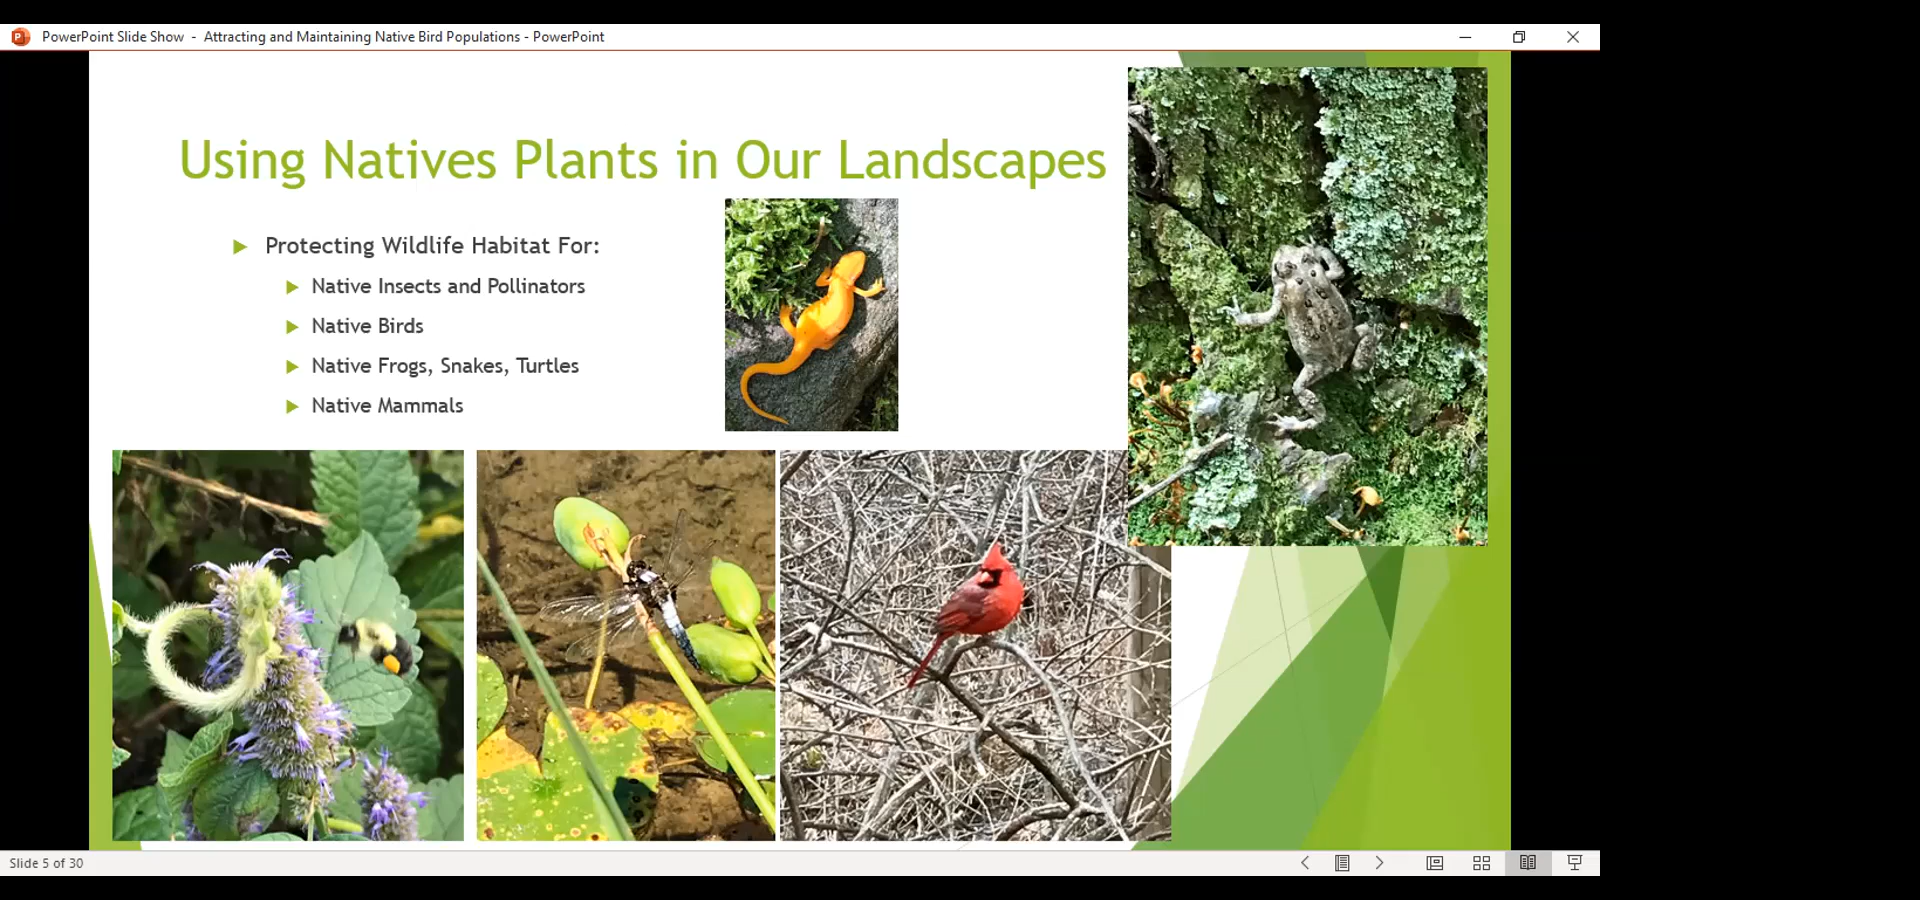 PowerPoint Slide Show - Attracting and Maintaining Native Bird Populations - PowerPoint
Using Natives Plants in Our Landscapes
Protecting Wildlife Habitat For:
Native Insects and Pollinators
Native Birds
Native Frogs, Snakes, Turtles
Native Mammals
Slide 5 of 30